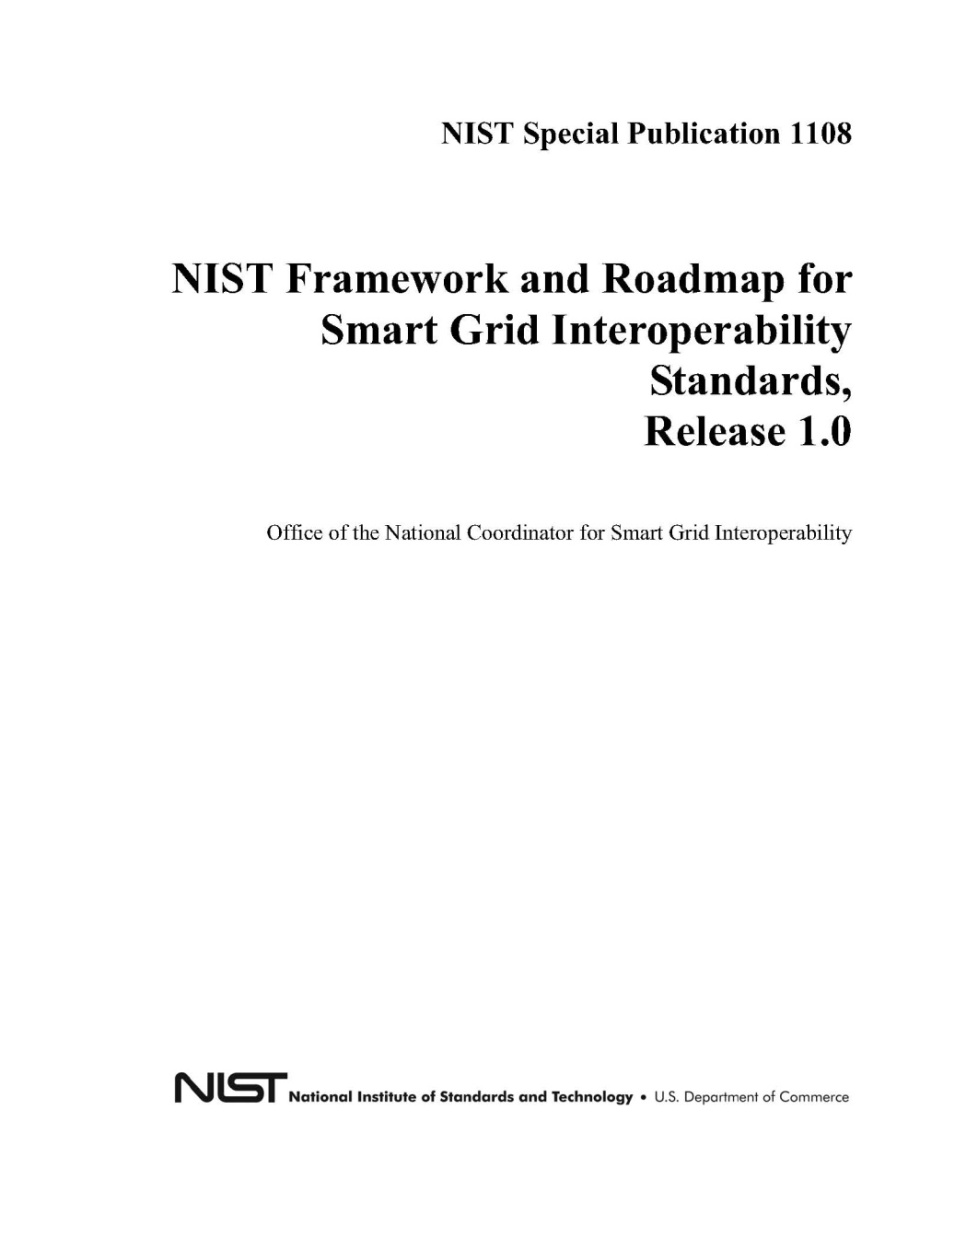 NIST Special Publication 1108
NIST Framework and Roadmap for
Smart Grid Interoperability
Standards,
Release 1.0
Office of the National Coordinator for Smart Grid Interoperability
NIST National Institute of Standards and Technology • U.S. Department of Commerce